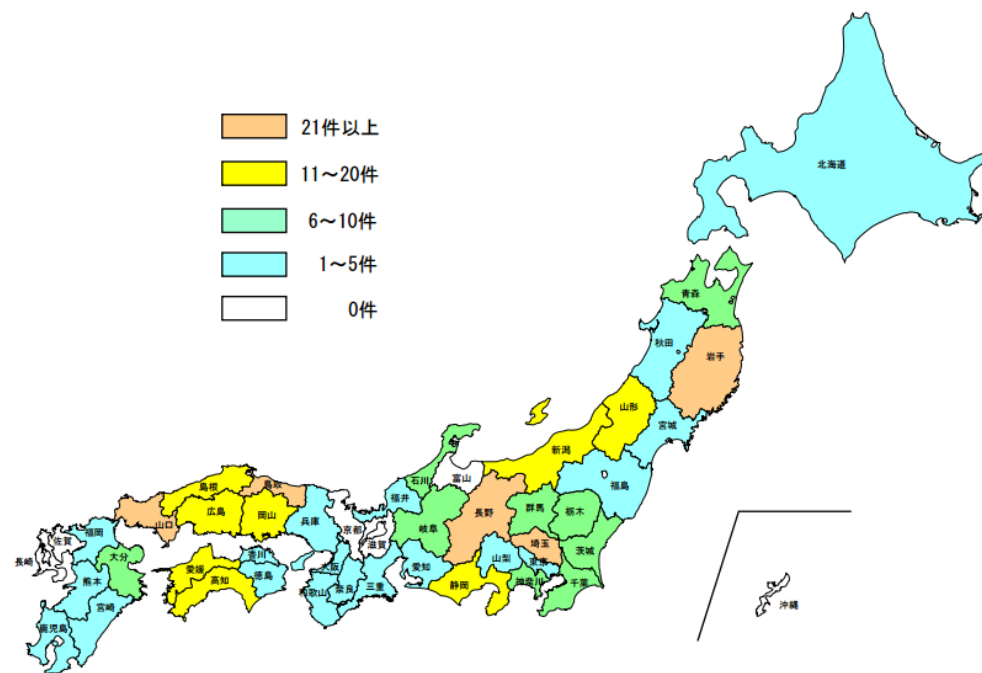 21件以上
11～20件
6～10件
1～5件
0件
北海道
青森
秋田
岩手
山形
宮城
新潟
福島
石川
富山
福井
長野
群馬
栃木
岐阜
埼玉
茨城
山梨
東京
愛知
静岡
神奈川
千葉
島根
鳥取
広島
岡山
兵庫
京都
滋賀
山口
福岡
佐賀
大分
長崎
愛媛
香川
大阪
高知
徳島
熊本
和歌山
奈良
三重
宮崎
鹿児島
沖縄